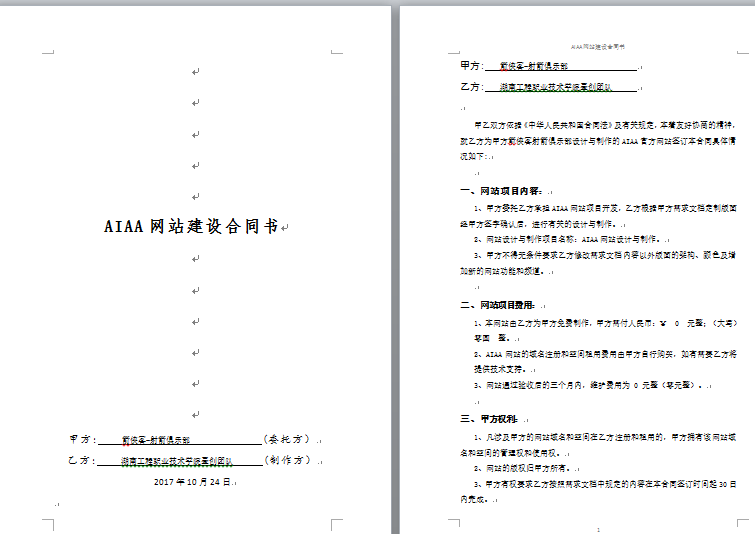 AIAA 网站建设合同书
甲方: 箭侠客-射箭俱乐部 (委托方)
乙方: 湖南工程职业技术学院星创团队 (制作方)
2017 年 10 月 24 日
AIAA网站建设合同书
甲方: 箭侠客-射箭俱乐部
乙方: 湖南工程职业技术学院星创团队
甲乙双方依据《中华人民共和国合同法》及有关规定，本着友好协商的精神，
就乙方为甲方箭侠客射箭俱乐部设计与制作的 AIAA 官方网站签订本合同具体情
况如下:
一、网站项目内容:
1、甲方委托乙方承担 AIAA 网站项目开发，乙方根据甲方需求文档定制版面
经甲方签字确认后，进行有关的设计与制作。
2、网站设计与制作项目名称: AIAA 网站设计与制作。
3、甲方不得无条件要求乙方修改需求文档内容以外版面的架构、颜色及增
加新的网站功能和频道。
二、网站项目费用:
1、本网站由乙方为甲方免费制作，甲方需付人民币: ¥ 0 元整;（大写）
零圆 整。
2、AIAA 网站的域名注册和空间租用费用由甲方自行购买，如有需要乙方将
提供技术支持。
3、网站通过验收后的三个月内，维护费用为 0 元整（零元整）。
三、甲方权利:
1、凡涉及甲方的网站域名和空间在乙方注册和租用的，甲方拥有该网站域
名和空间的管理权和使用权。
2、网站的版权归甲方所有。
3、甲方有权要求乙方按照需求文档中规定的内容在本合同签订时间起 30 日
内完成。
1